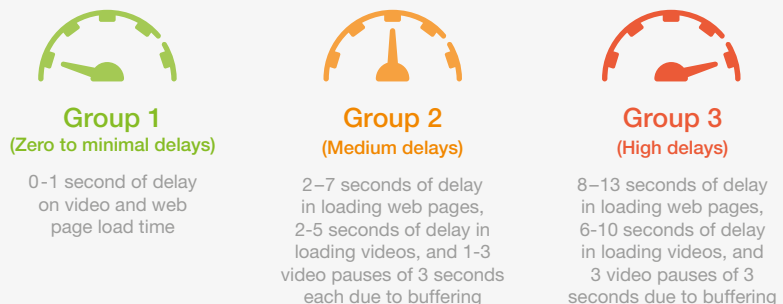 Group 1
(Zero to minimal delays)
0-1 second of delay
on video and web
page load time
Group 2
(Medium delays)
2–7 seconds of delay
in loading web pages,
2-5 seconds of delay in
loading videos, and 1-3
video pauses of 3 seconds
each due to buffering
Group 3
(High delays)
8–13 seconds of delay
in loading web pages,
6-10 seconds of delay
in loading videos, and
3 video pauses of 3
seconds due to buffering